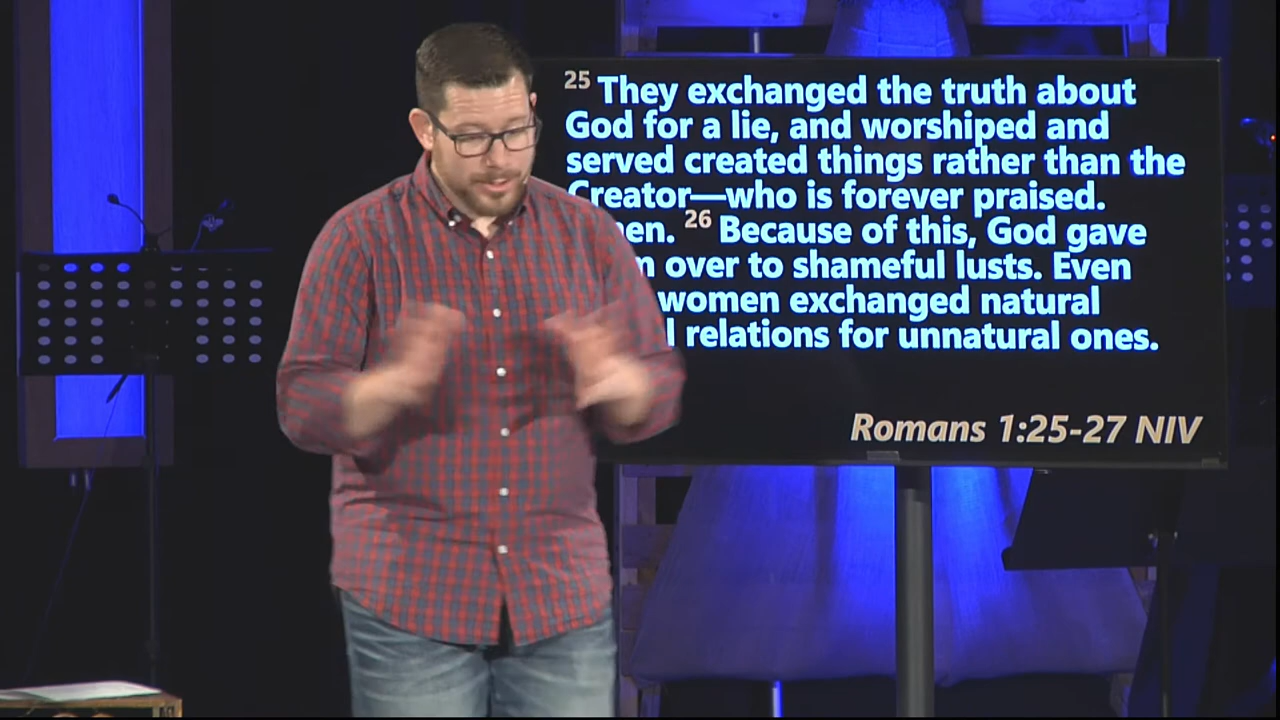 25 They exchanged the truth about
God for a lie, and worshiped and
served created things rather than the
Creator—who is forever praised.
26 Because of this, God gave
over to shameful lusts. Even
women exchanged natural
relations for unnatural ones.
Romans 1:25-27 NIV